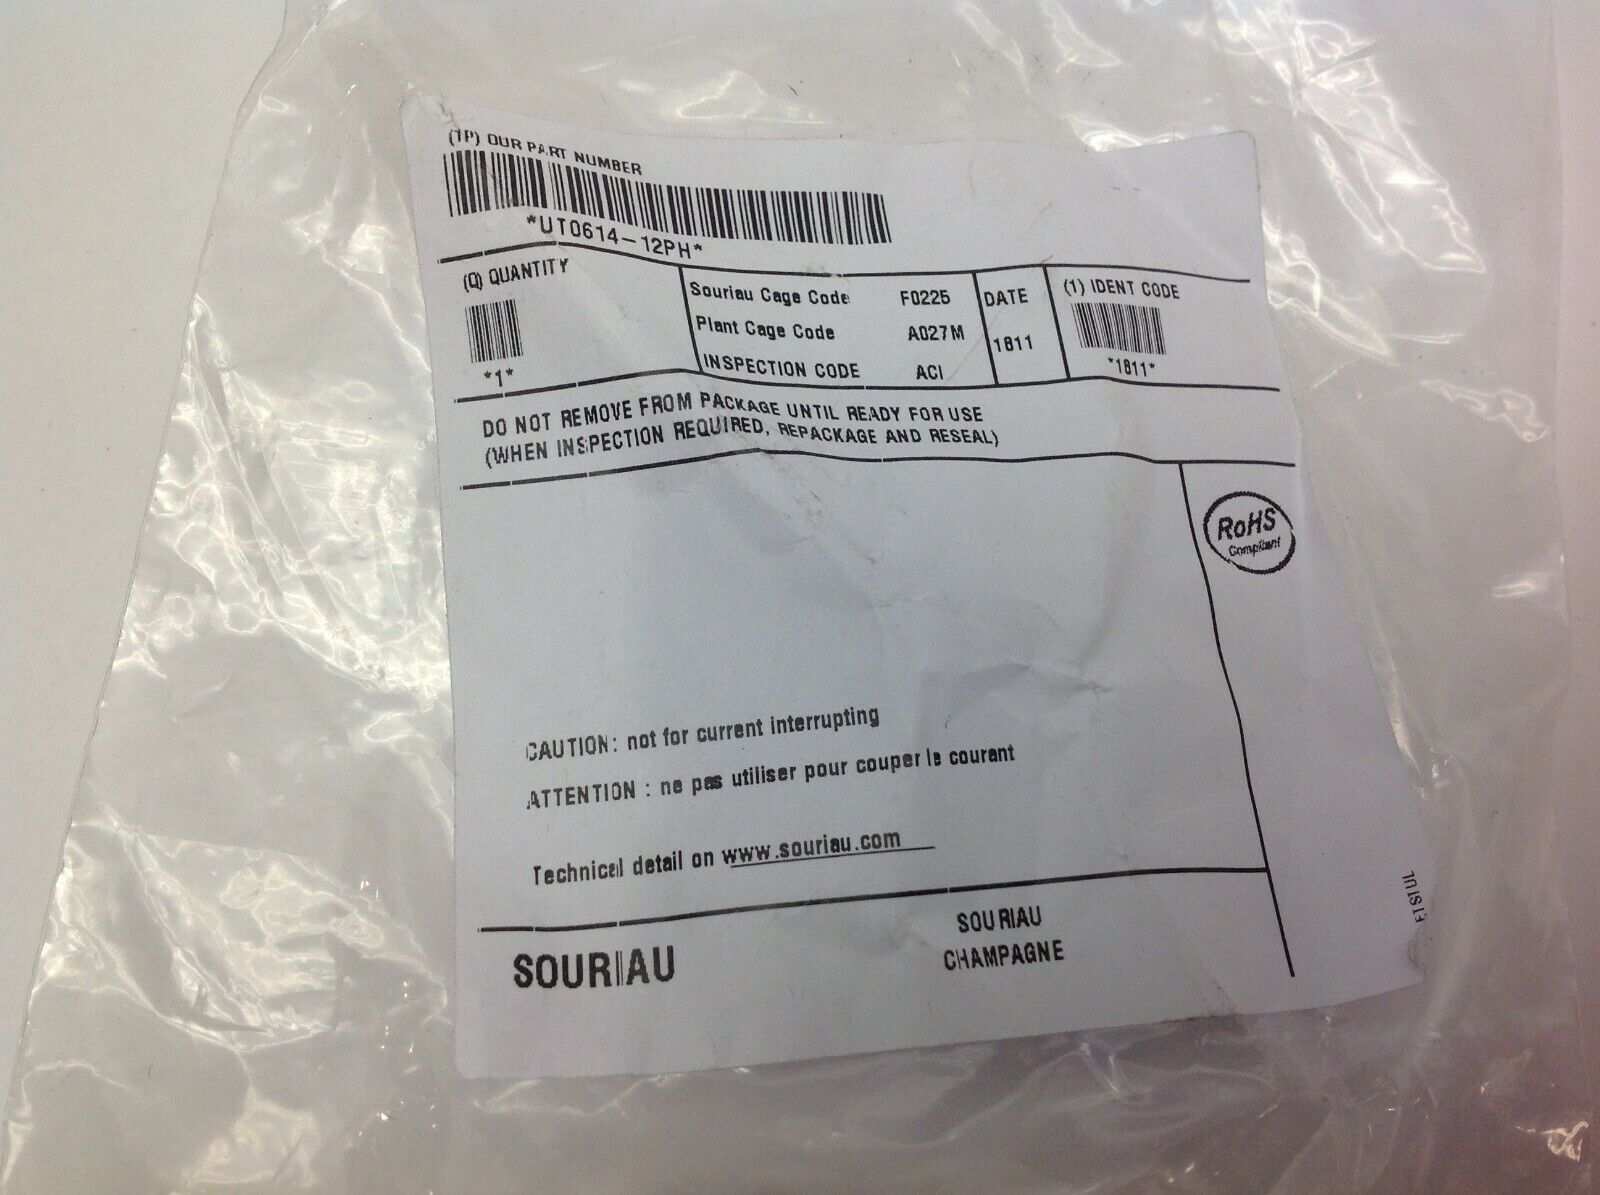 (1P) OUR PART NUMBER
*UT0614-12PH*
(Q) QUANTITY
*1*
Souriau Cage Code F0225
Plant Cage Code A027M
INSPECTION CODE ACI
DATE
1811
(1) IDENT CODE
*1811*
DO NOT REMOVE FROM PACKAGE UNTIL READY FOR USE
(WHEN INSPECTION REQUIRED, REPACKAGE AND RESEAL)
RoHS
Compliant
CAUTION: not for current interrupting
ATTENTION : ne pas utiliser pour couper le courant
Technical detail on www.souriau.com
SOURIAU
SOURIAU
CHAMPAGNE